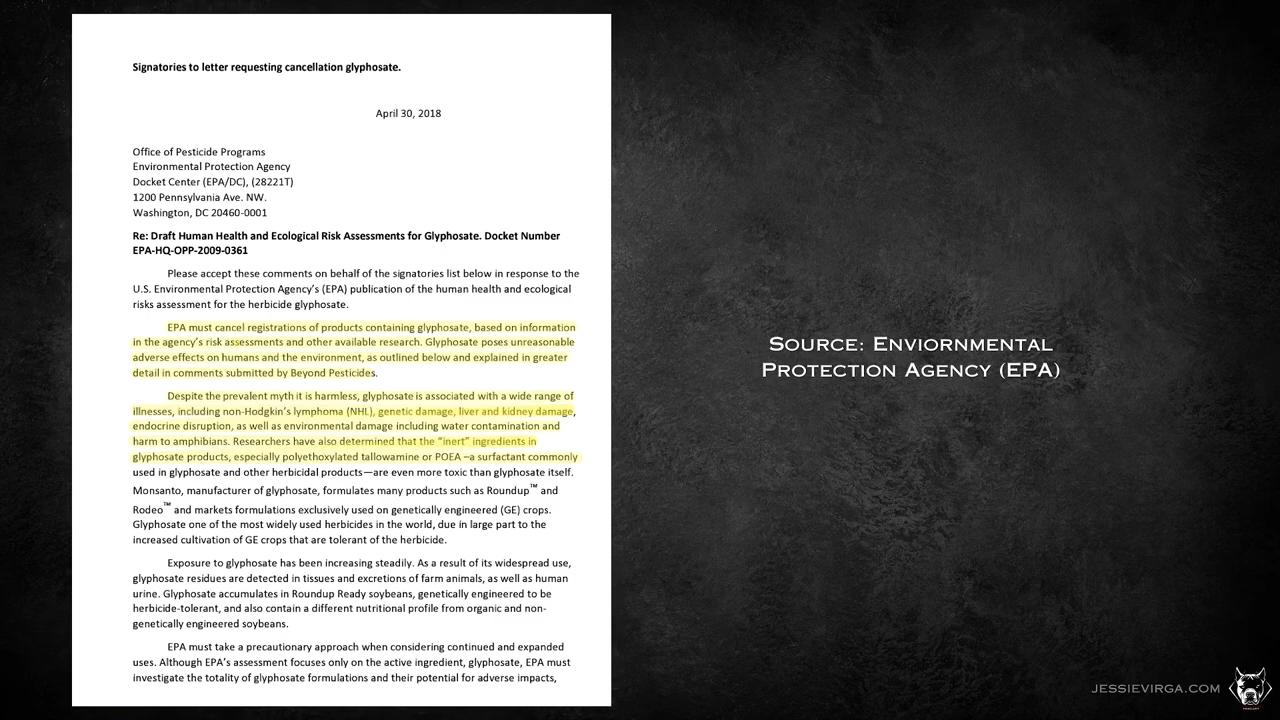 Signatories to letter requesting cancellation glyphosate.
April 30, 2018
Office of Pesticide Programs
Environmental Protection Agency
Docket Center (EPA/DC), (28221T)
1200 Pennsylvania Ave. NW.
Washington, DC 20460-0001
Re: Draft Human Health and Ecological Risk Assessments for Glyphosate. Docket Number
EPA-HQ-OPP-2009-0361
Please accept these comments on behalf of the signatories list below in response to the
U.S. Environmental Protection Agency's (EPA) publication of the human health and ecological
risks assessment for the herbicide glyphosate.
EPA must cancel registrations of products containing glyphosate, based on information
in the agency's risk assessments and other available research. Glyphosate poses unreasonable
adverse effects on humans and the environment, as outlined below and explained in greater
detail in comments submitted by Beyond Pesticides.
Despite the prevalent myth it is harmless, glyphosate is associated with a wide range of
illnesses, including non-Hodgkin's lymphoma (NHL), genetic damage, liver and kidney damage,
endocrine disruption, as well as environmental damage including water contamination and
harm to amphibians. Researchers have also determined that the "inert" ingredients in
glyphosate products, especially polyethoxylated tallowamine or POEA –a surfactant commonly
used in glyphosate and other herbicidal products—are even more toxic than glyphosate itself.
Monsanto, manufacturer of glyphosate, formulates many products such as Roundup™ and
Rodeo™ and markets formulations exclusively used on genetically engineered (GE) crops.
Glyphosate one of the most widely used herbicides in the world, due in large part to the
increased cultivation of GE crops that are tolerant of the herbicide.
Exposure to glyphosate has been increasing steadily. As a result of its widespread use,
glyphosate residues are detected in tissues and excretions of farm animals, as well as human
urine. Glyphosate accumulates in Roundup Ready soybeans, genetically engineered to be
herbicide-tolerant, and also contain a different nutritional profile from organic and non-
genetically engineered soybeans.
EPA must take a precautionary approach when considering continued and expanded
uses. Although EPA's assessment focuses only on the active ingredient, glyphosate, EPA must
investigate the totality of glyphosate formulations and their potential for adverse impacts,
Source: Enviornmental
Protection Agency (EPA)
JESSIEVIRGA.COM